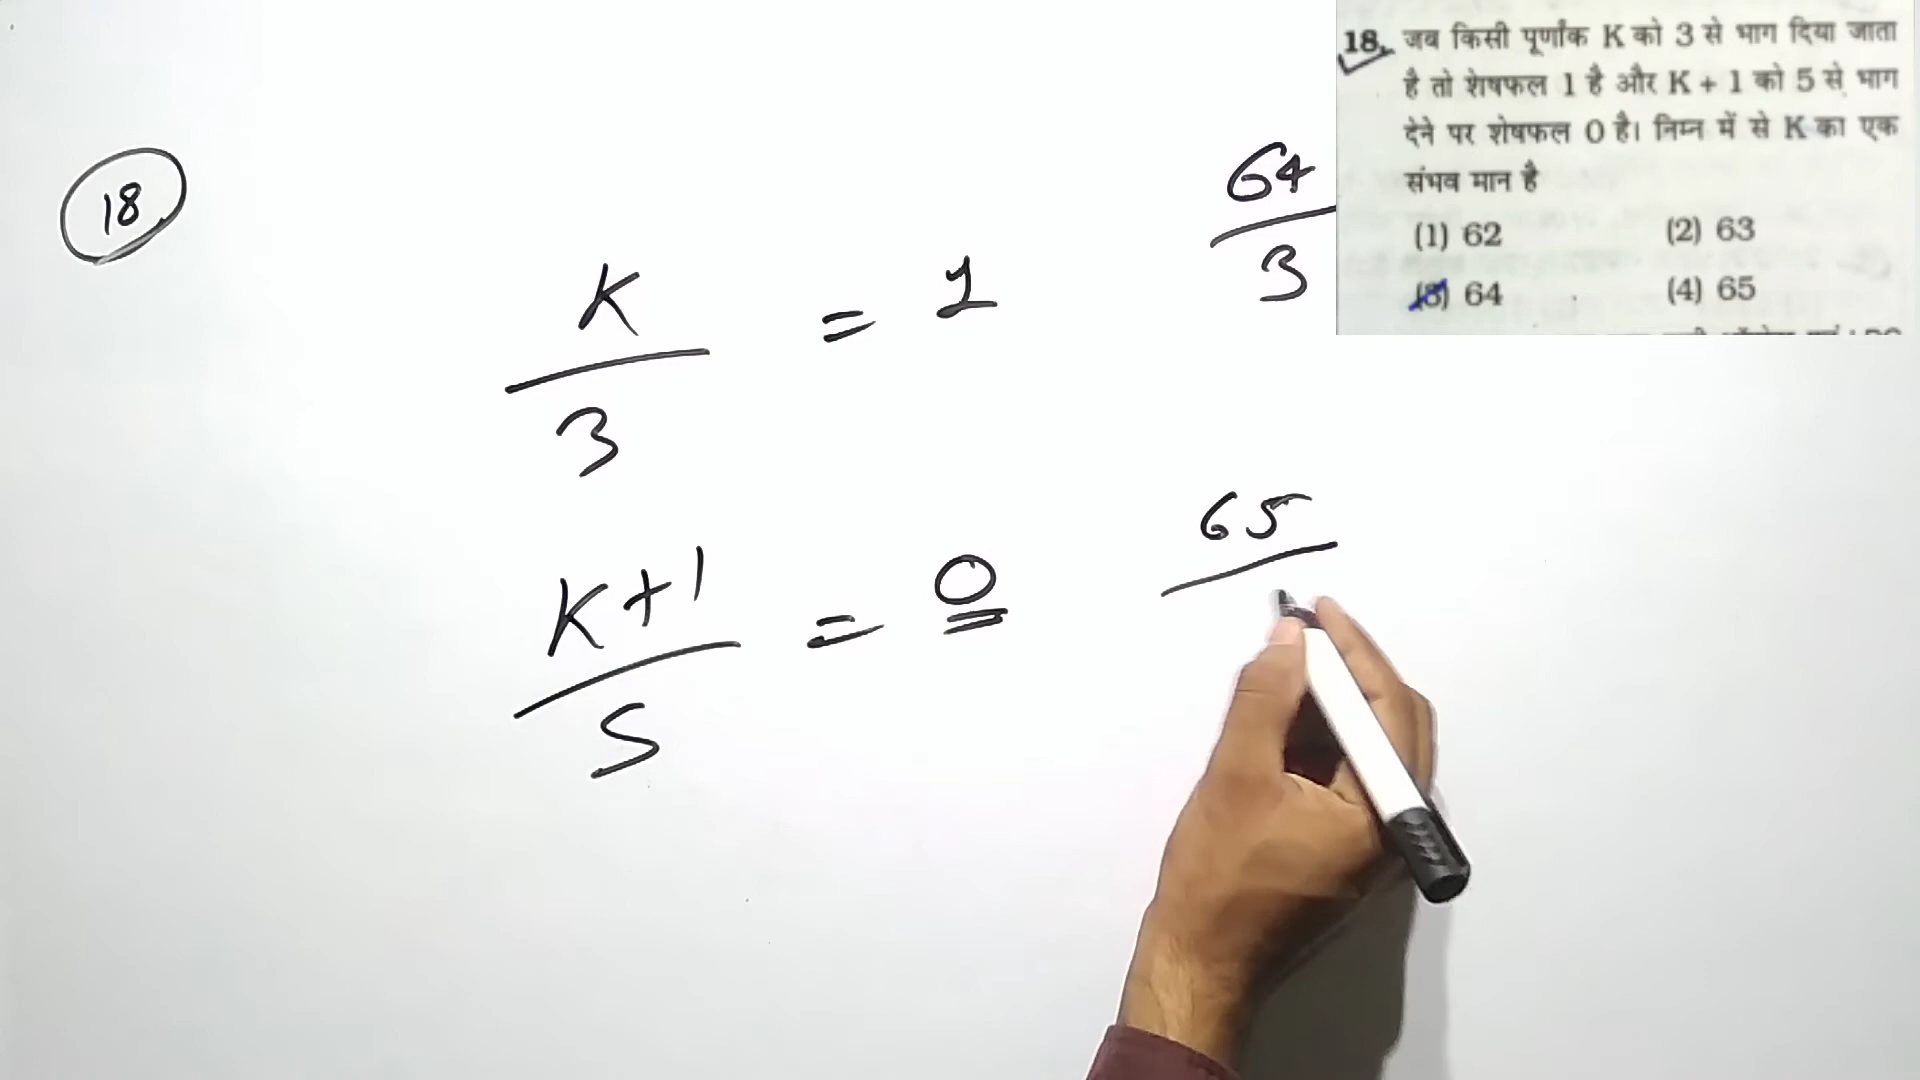 18
K
3
= 1
64
3
K+1
5
= 0
65
18. जब किसी पूर्णांक K को 3 से भाग दिया जाता
है तो शेषफल 1 है और K + 1 को 5 से भाग
देने पर शेषफल 0 है। निम्न में से K का एक
संभव मान है
(1) 62 (2) 63
(3) 64 (4) 65